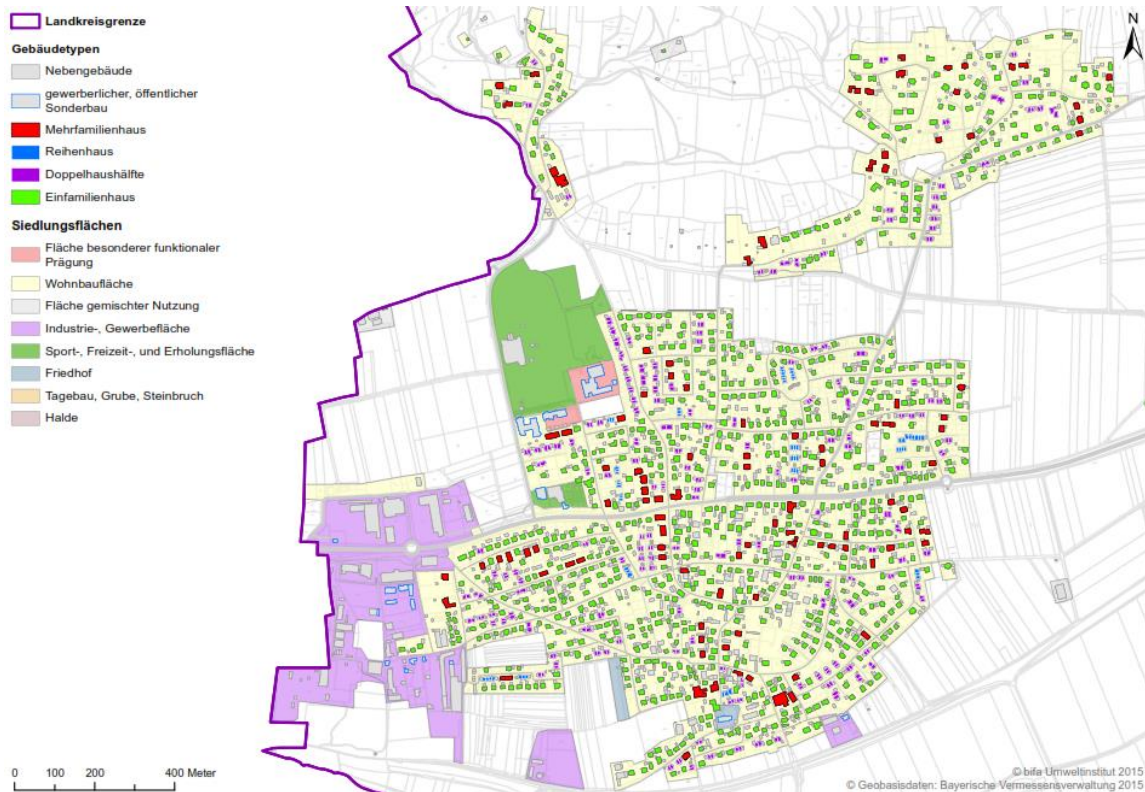 Landkreisgrenze
Gebäudetypen
Nebengebäude
gewerberlicher, öffentlicher
Sonderbau
Mehrfamilienhaus
Reihenhaus
Doppelhaushälfte
Einfamilienhaus
Siedlungsflächen
Fläche besonderer funktionaler
Prägung
Wohnbaufläche
Fläche gemischter Nutzung
Industrie-, Gewerbefläche
Sport-, Freizeit-, und Erholungsfläche
Friedhof
Tagebau, Grube, Steinbruch
Halde
N
0 100 200 400 Meter
© bifa Umweltinstitut 2015
© Geobasisdaten: Bayerische Vermessensverwaltung 2015